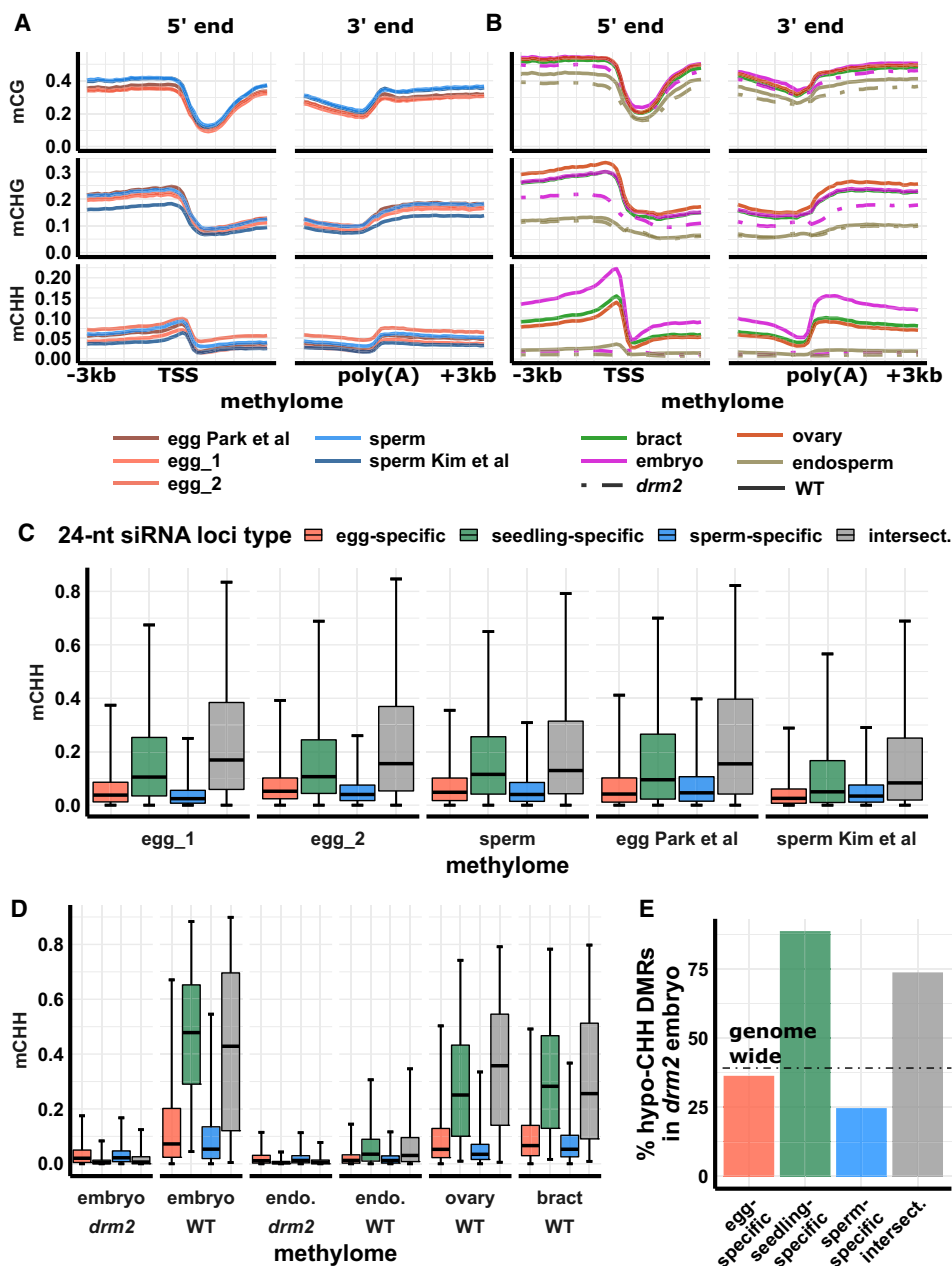 A
5' end
3' end
B
5' end
3' end
mCG
0.4
0.2
0.0
mCHG
0.3
0.2
0.1
0.0
mCHH
0.20
0.15
0.10
0.05
0.00
-3kb
TSS
poly(A)
+3kb
-3kb
TSS
poly(A)
+3kb
methylome
methylome
egg Park et al
sperm
bract
ovary
egg_1
sperm Kim et al
embryo
endosperm
egg_2
drm2
WT
C
24-nt siRNA loci type
egg-specific
seedling-specific
sperm-specific
intersect.
mCHH
0.8
0.6
0.4
0.2
0.0
egg_1
egg_2
sperm
egg Park et al
sperm Kim et al
methylome
D
mCHH
0.8
0.6
0.4
0.2
0.0
embryo drm2
embryo WT
endo. drm2
endo. WT
ovary WT
bract WT
methylome
E
% hypo-CHH DMRs
in drm2 embryo
75
50
25
0
genome
wide
egg-
specific
seedling-
specific
sperm-
specific
intersect.